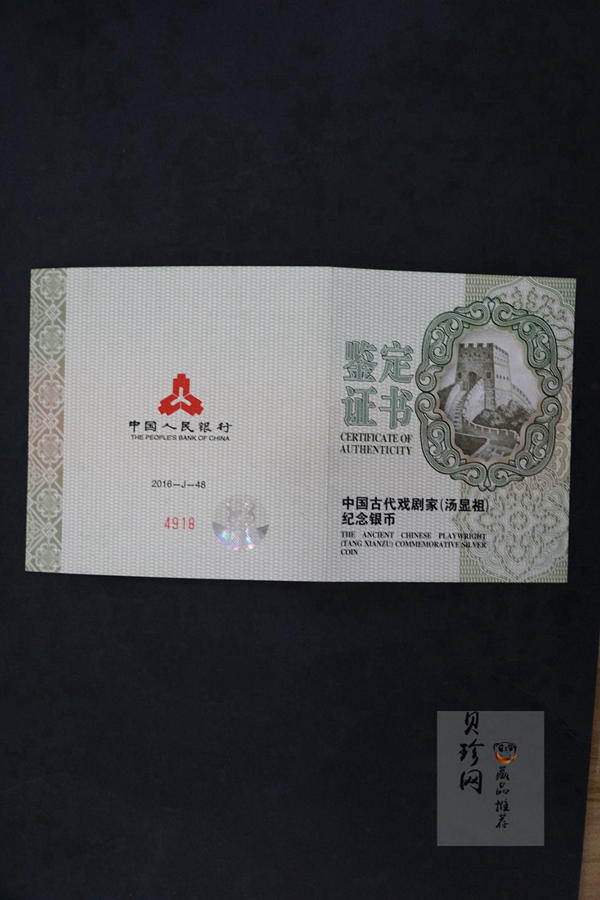 中国人民银行
THE PEOPLE'S BANK OF CHINA
2016-J-48
4918
鉴定
证书
CERTIFICATE OF
AUTHENTICITY
中国古代戏剧家(汤显祖)
纪念银币
THE ANCIENT CHINESE PLAYWRIGHT
(TANG XIANZU) COMMEMORATIVE SILVER
COIN
贝珍网
藏品推荐